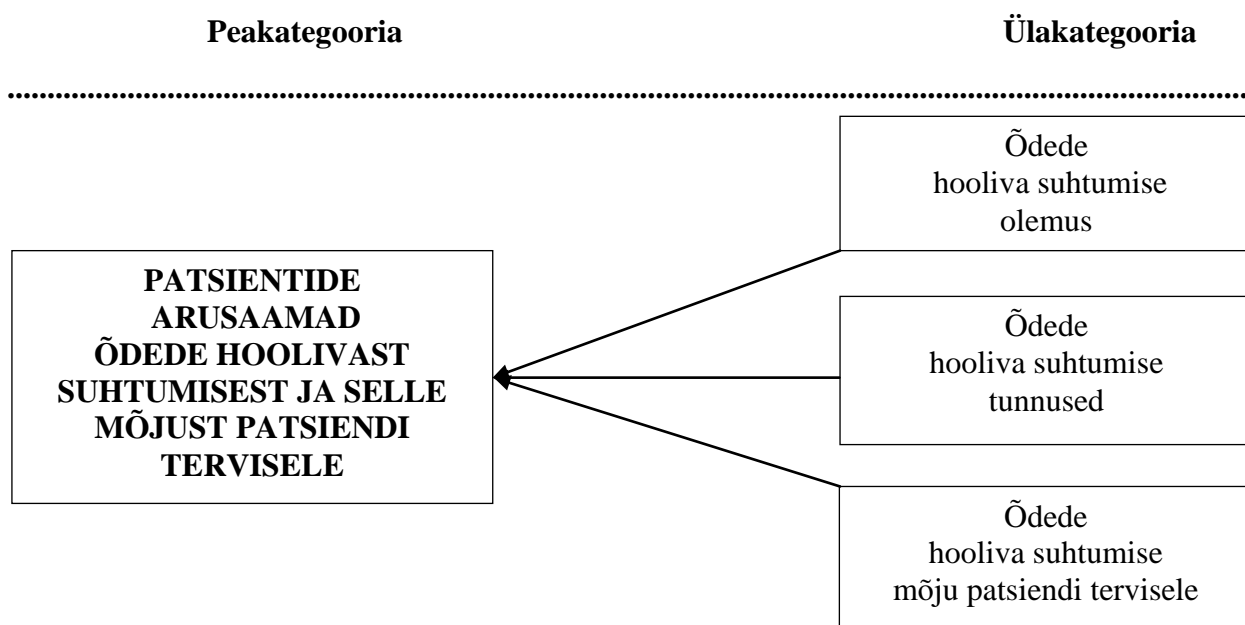 Peakategooria
Ülakategooria
Õdede
hooliva suhtumise
olemus
PATSIENTIDE
ARUSAAMAD
ÕDEDE HOOLIVAST
SUHTUMISEST JA SELLE
MÕJUST PATSIENDI
TERVISELE
Õdede
hooliva suhtumise
tunnused
Õdede
hooliva suhtumise
mõju patsiendi tervisele